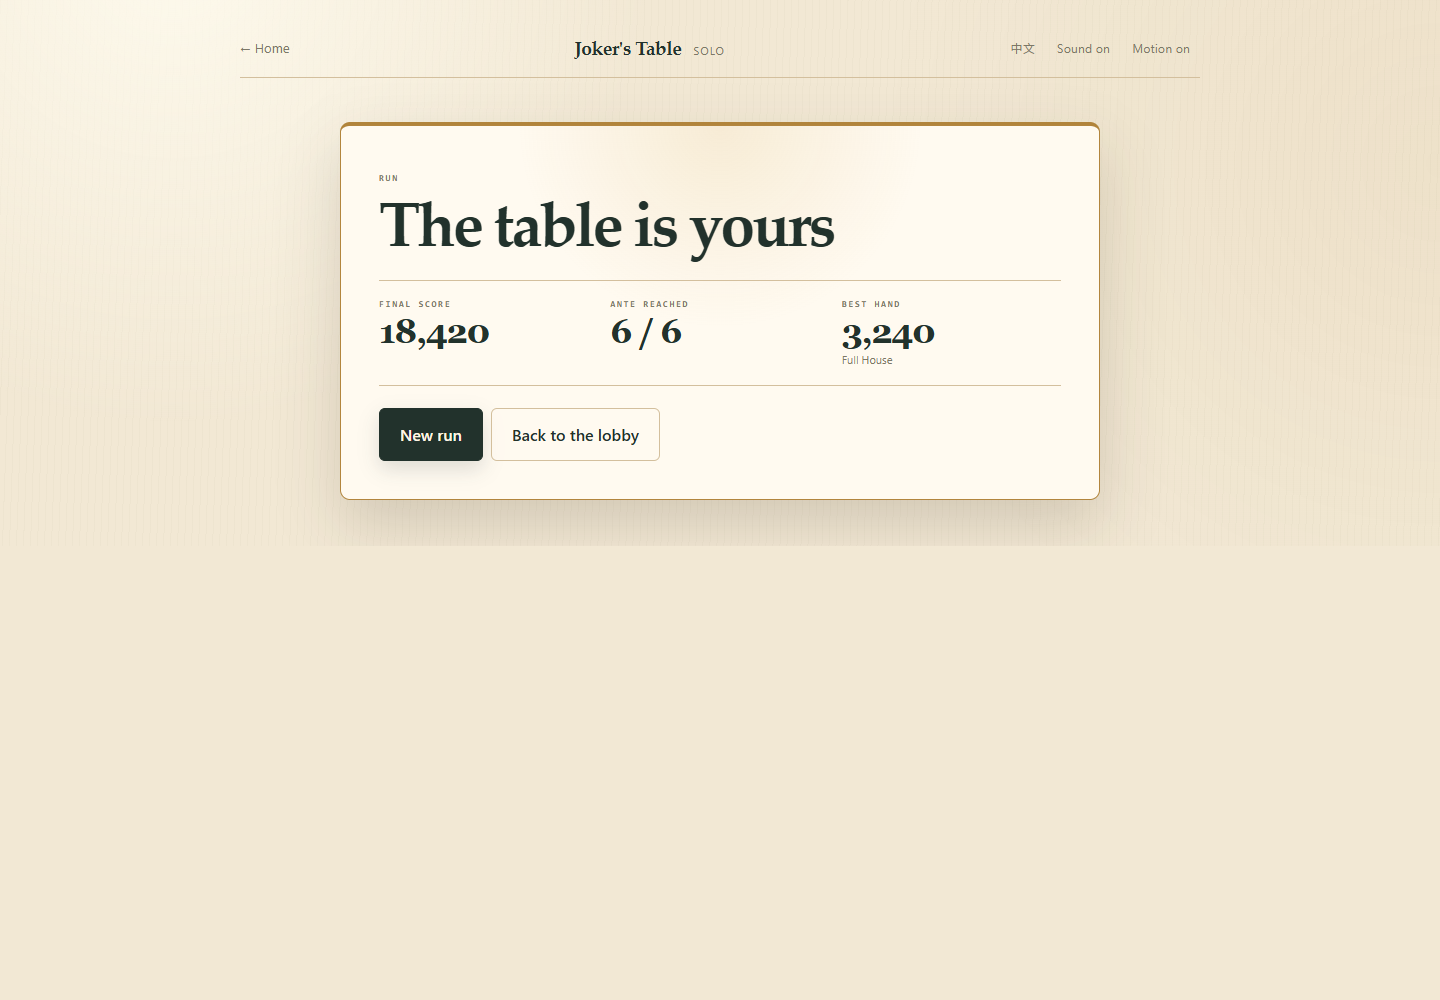 ← Home
Joker's Table SOLO
中文 Sound on Motion on
RUN
The table is yours
FINAL SCORE
18,420
ANTE REACHED
6 / 6
BEST HAND
3,240
Full House
New run
Back to the lobby